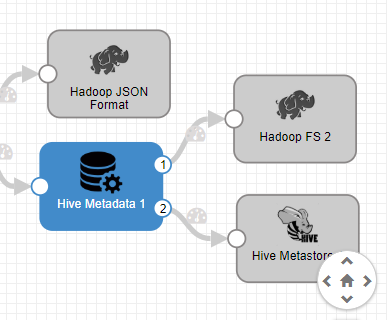 Hadoop JSON
Format
Hive Metadata 1
1
2
Hadoop FS 2
HIVE
Hive Metastore